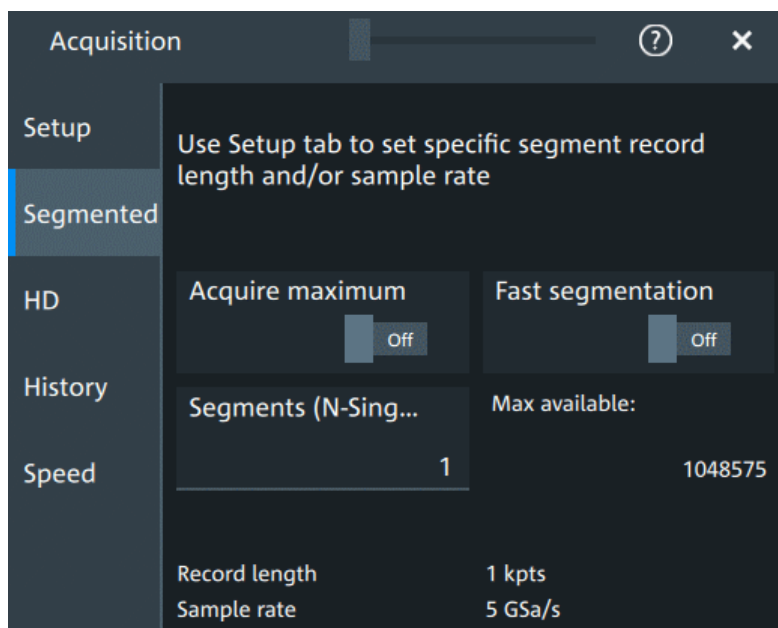 Acquisition
?
Setup
Segmented
HD
History
Speed
Use Setup tab to set specific segment record
length and/or sample rate
Acquire maximum
Off
Fast segmentation
Off
Segments (N-Sing...
1
Max available:
1048575
Record length 1 kpts
Sample rate 5 GSa/s